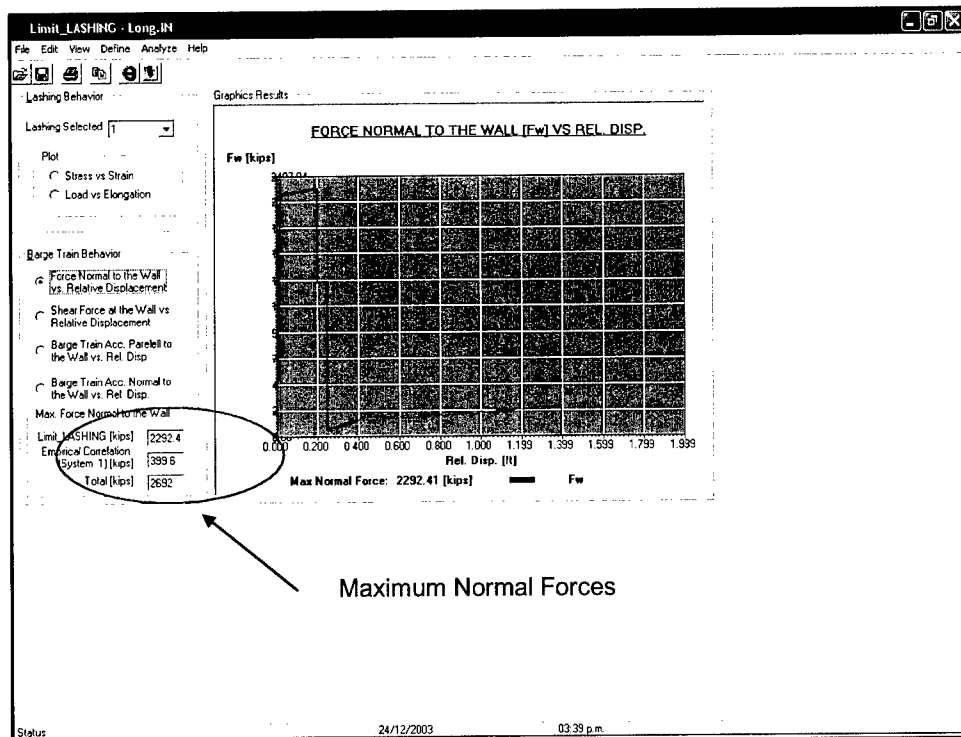 Limit_LASHING - Long.IN
File Edit View Define Analyze Help
Lashing Behavior
Lashing Selected 1
Plot
Stress vs Strain
Load vs Elongation
Barge Train Behavior
Force Normal to the Wall
vs. Relative Displacement
Shear Force at the Wall vs
Relative Displacement
Barge Train Acc. Parelell to
the Wall vs. Rel. Disp
Barge Train Acc. Normal to
the Wall vs. Rel. Disp.
Max. Force Normal to the Wall
Limit_LASHING [kips] 2292.4
Empirical Correlation
(System 1) [kips] 399.6
Total [kips] 2692
Graphics Results
FORCE NORMAL TO THE WALL [Fw] VS REL. DISP.
Fw [kips]
0.000 0.200 0.400 0.600 0.800 1.000 1.199 1.399 1.599 1.799 1.999
Rel. Disp. [ft]
Max Normal Force: 2292.41 [kips] Fw
Maximum Normal Forces
Status 24/12/2003 03:39 p.m.